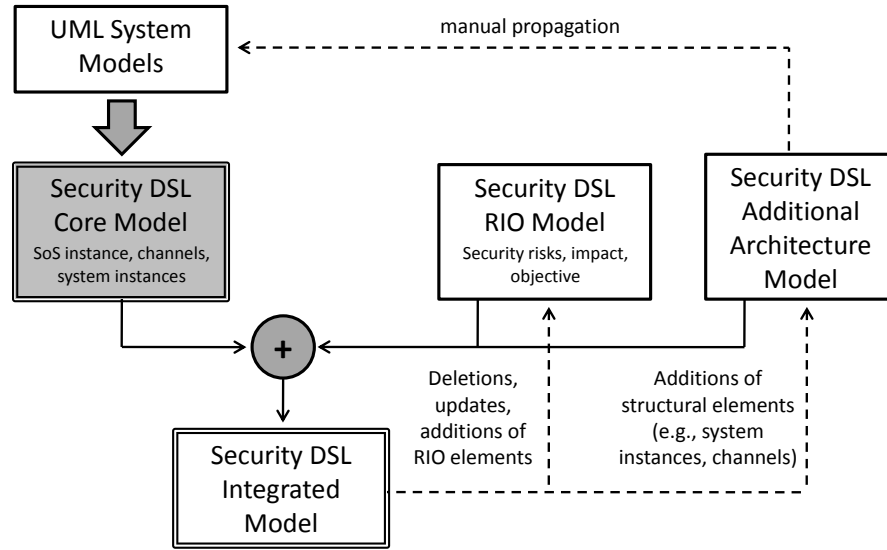 UML System
Models
manual propagation
Security DSL
Core Model
SoS instance, channels,
system instances
Security DSL
RIO Model
Security risks, impact,
objective
Security DSL
Additional
Architecture
Model
+
Deletions,
updates,
additions of
RIO elements
Additions of
structural elements
(e.g., system
instances, channels)
Security DSL
Integrated
Model